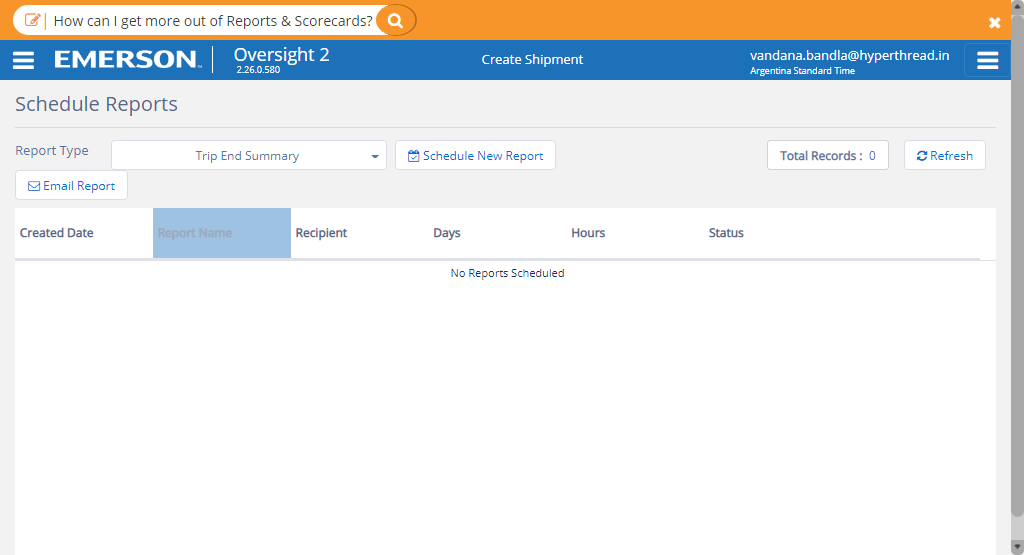 How can I get more out of Reports & Scorecards?
EMERSON™ Oversight 2 Create Shipment vandana.bandla@hyperthread.in
2.26.0.580 Argentina Standard Time
Schedule Reports
Report Type Trip End Summary Schedule New Report Total Records : 0 Refresh
Email Report
Created Date Report Name Recipient Days Hours Status
No Reports Scheduled